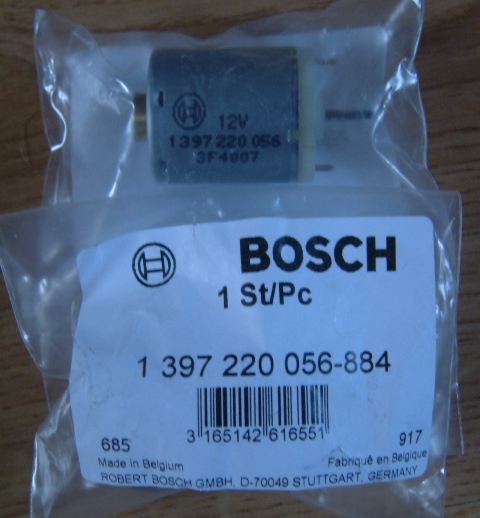 12V
1 397 220 056
3F4007
BOSCH
1 St/Pc
1 397 220 056-884
3 165142 616551
685
917
Made in Belgium
Fabriqué en Belgique
ROBERT BOSCH GMBH, D-70049 STUTTGART, GERMANY